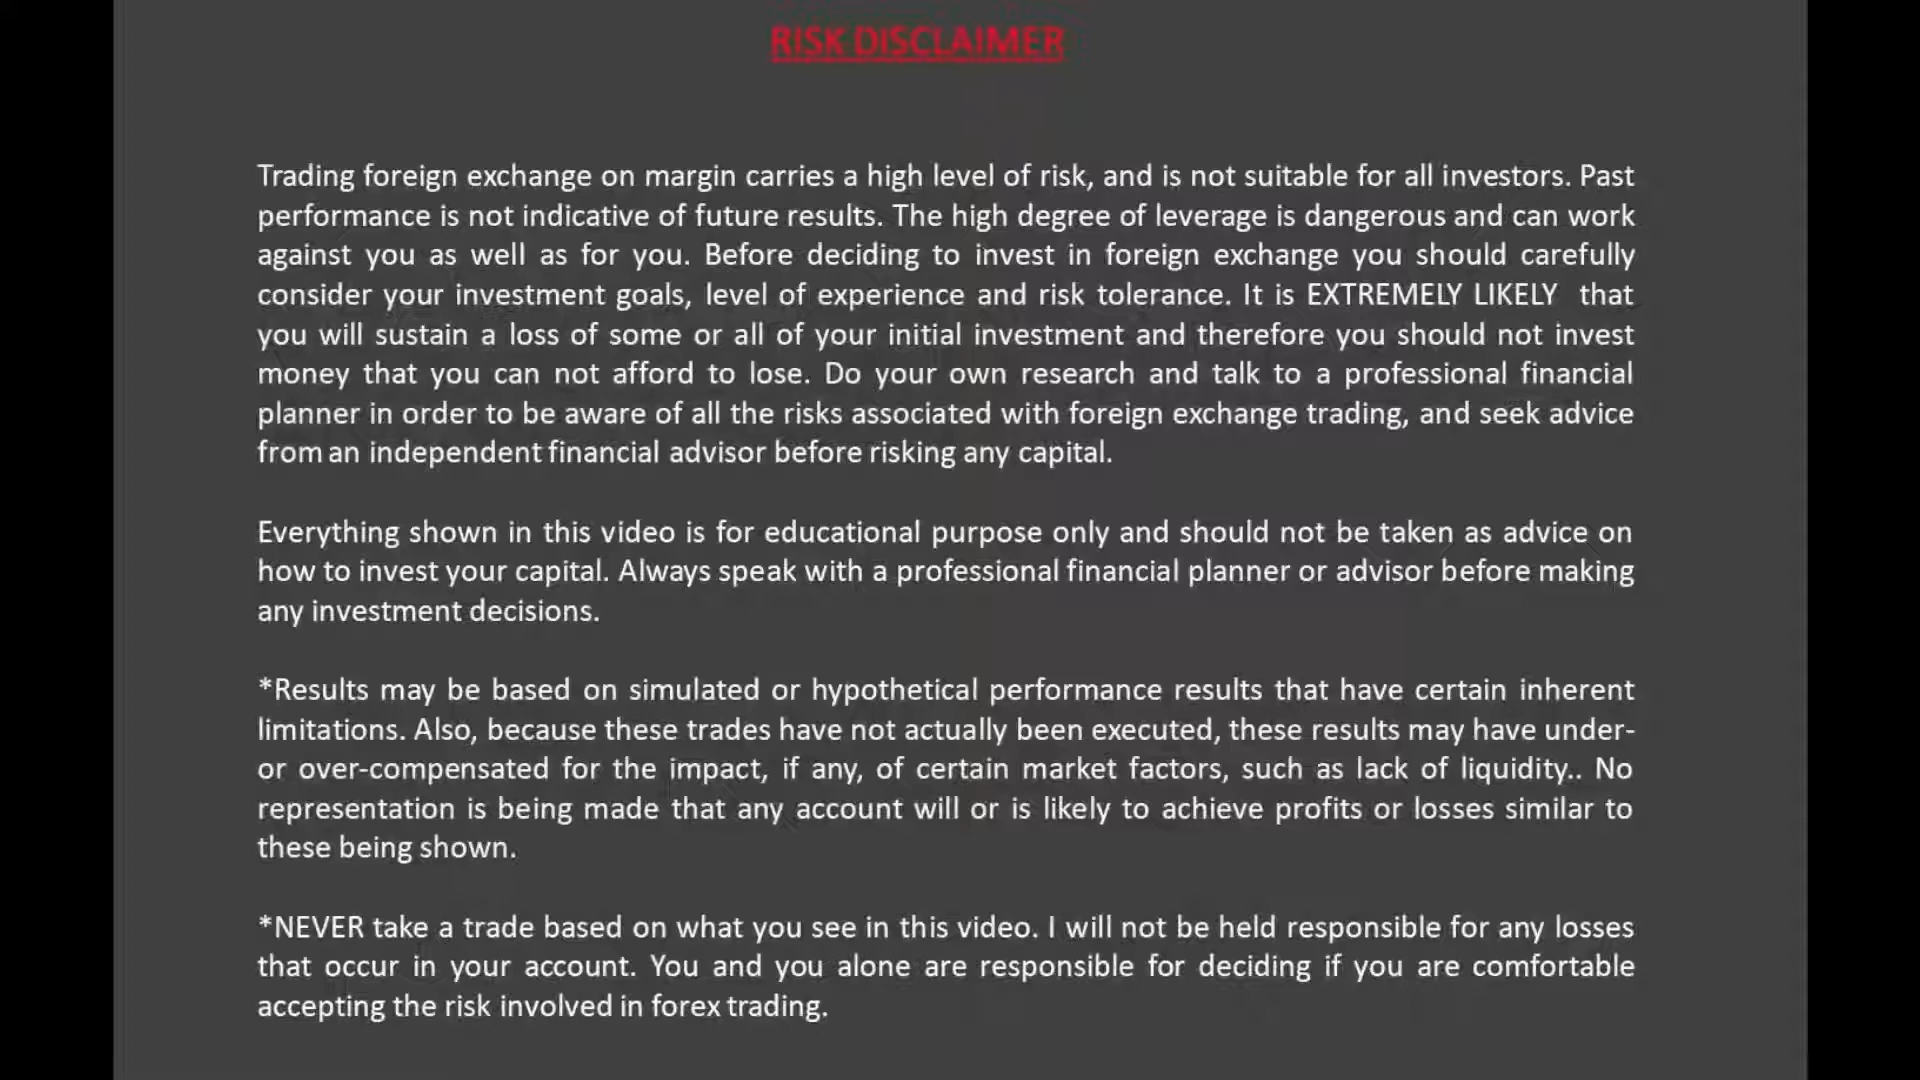 RISK DISCLAIMER
Trading foreign exchange on margin carries a high level of risk, and is not suitable for all investors. Past
performance is not indicative of future results. The high degree of leverage is dangerous and can work
against you as well as for you. Before deciding to invest in foreign exchange you should carefully
consider your investment goals, level of experience and risk tolerance. It is EXTREMELY LIKELY that
you will sustain a loss of some or all of your initial investment and therefore you should not invest
money that you can not afford to lose. Do your own research and talk to a professional financial
planner in order to be aware of all the risks associated with foreign exchange trading, and seek advice
from an independent financial advisor before risking any capital.
Everything shown in this video is for educational purpose only and should not be taken as advice on
how to invest your capital. Always speak with a professional financial planner or advisor before making
any investment decisions.
*Results may be based on simulated or hypothetical performance results that have certain inherent
limitations. Also, because these trades have not actually been executed, these results may have under-
or over-compensated for the impact, if any, of certain market factors, such as lack of liquidity.. No
representation is being made that any account will or is likely to achieve profits or losses similar to
these being shown.
*NEVER take a trade based on what you see in this video. I will not be held responsible for any losses
that occur in your account. You and you alone are responsible for deciding if you are comfortable
accepting the risk involved in forex trading.